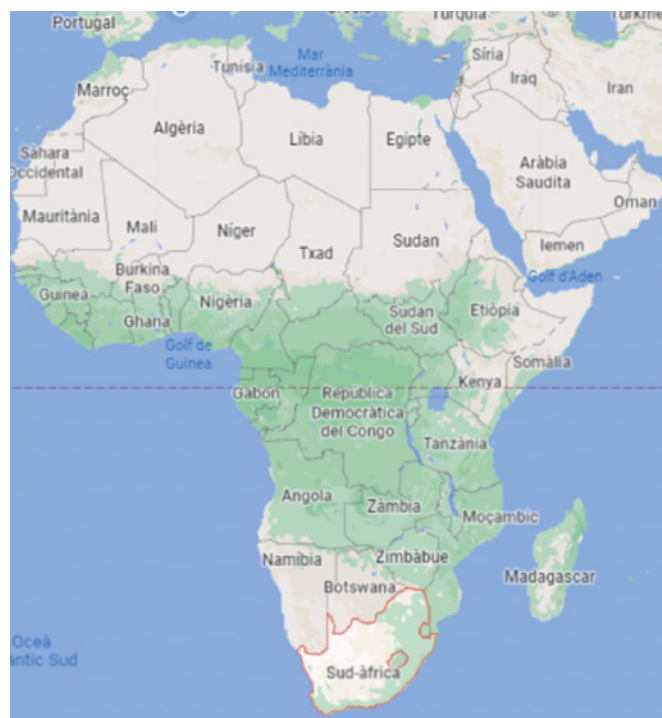 Portugal
Turquia
Mar
Mediterrània
Tunísia
Síria
Iraq
Iran
Marroc
Algèria
Líbia
Egipte
Sàhara
Occidental
Aràbia
Saudita
Oman
Mauritània
Mali
Níger
Txad
Sudan
Iemen
Golf d'Aden
Burkina
Faso
Guinea
Nigèria
Ghana
Sudan
del Sud
Etiòpia
Golf de
Guinea
Somàlia
Kenya
Gabon
República
Democràtica
del Congo
Tanzània
Angola
Zàmbia
Moçambic
Namíbia
Zimbàbue
Botswana
Madagascar
Oceà
àntic Sud
Sud-àfrica